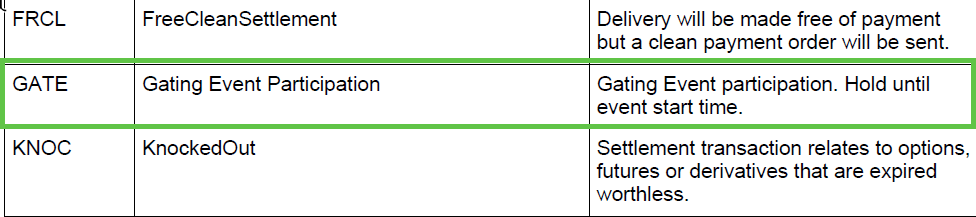 FRCL FreeCleanSettlement Delivery will be made free of payment
but a clean payment order will be sent.
GATE Gating Event Participation Gating Event participation. Hold until
event start time.
KNOC KnockedOut Settlement transaction relates to options,
futures or derivatives that are expired
worthless.